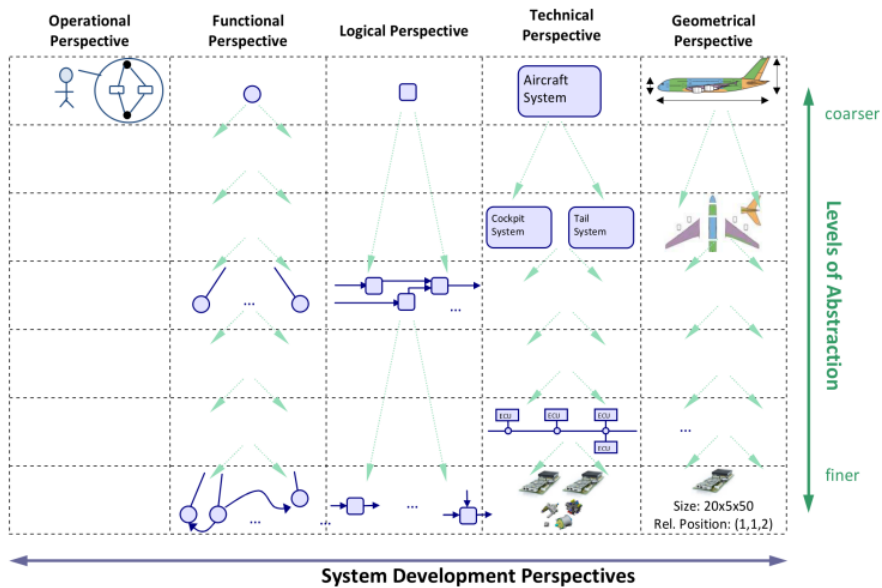 Operational
Perspective
Functional
Perspective
Logical Perspective
Technical
Perspective
Geometrical
Perspective
Aircraft
System
coarser
Cockpit
System
Tail
System
Levels of Abstraction
...
...
ECU
ECU
ECU
ECU
...
finer
...
...
...
...
Size: 20x5x50
Rel. Position: (1,1,2)
System Development Perspectives